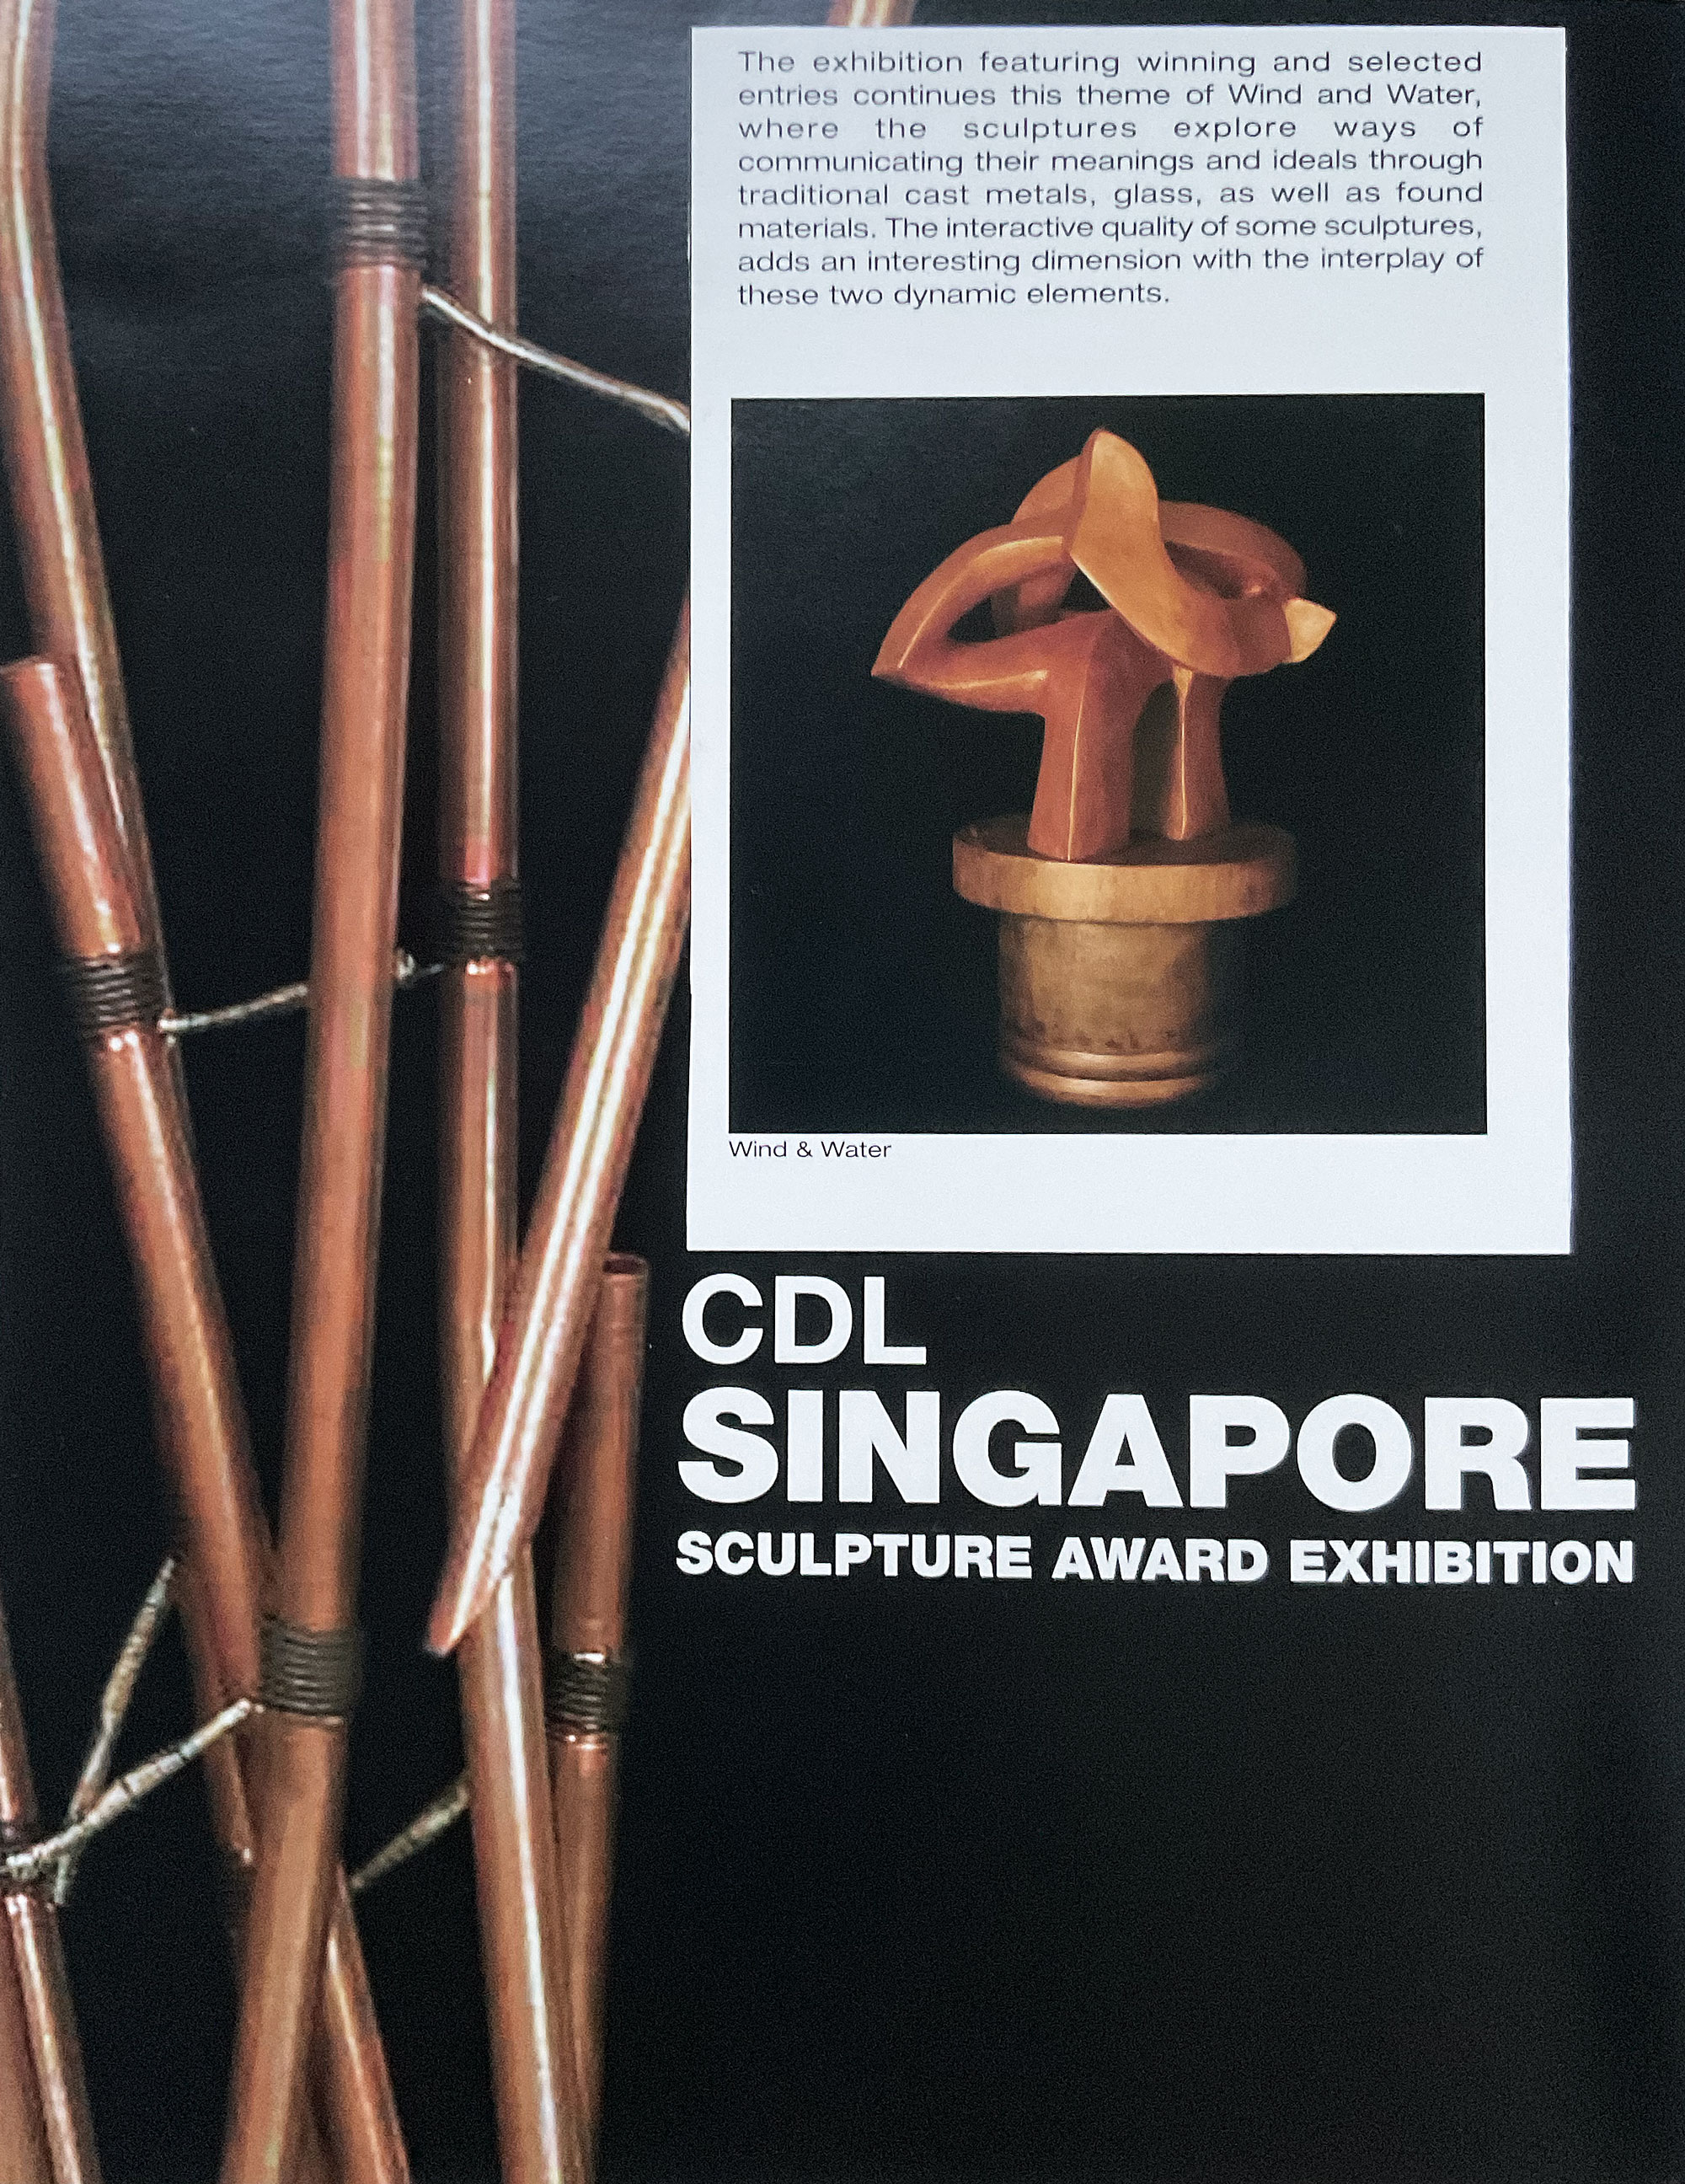 The exhibition featuring winning and selected
entries continues this theme of Wind and Water,
where the sculptures explore ways of
communicating their meanings and ideals through
traditional cast metals, glass, as well as found
materials. The interactive quality of some sculptures,
adds an interesting dimension with the interplay of
these two dynamic elements.
Wind & Water
CDL
SINGAPORE
SCULPTURE AWARD EXHIBITION